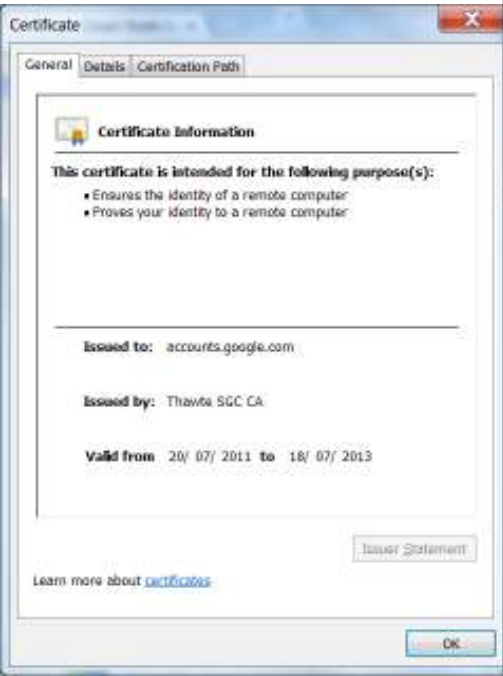 Certificate
General Details Certification Path
Certificate Information
This certificate is intended for the following purpose(s):
• Ensures the identity of a remote computer
• Proves your identity to a remote computer
Issued to: accounts.google.com
Issued by: Thawte SGC CA
Valid from 20/ 07/ 2011 to 18/ 07/ 2013
Issuer Statement
Learn more about certificates
OK